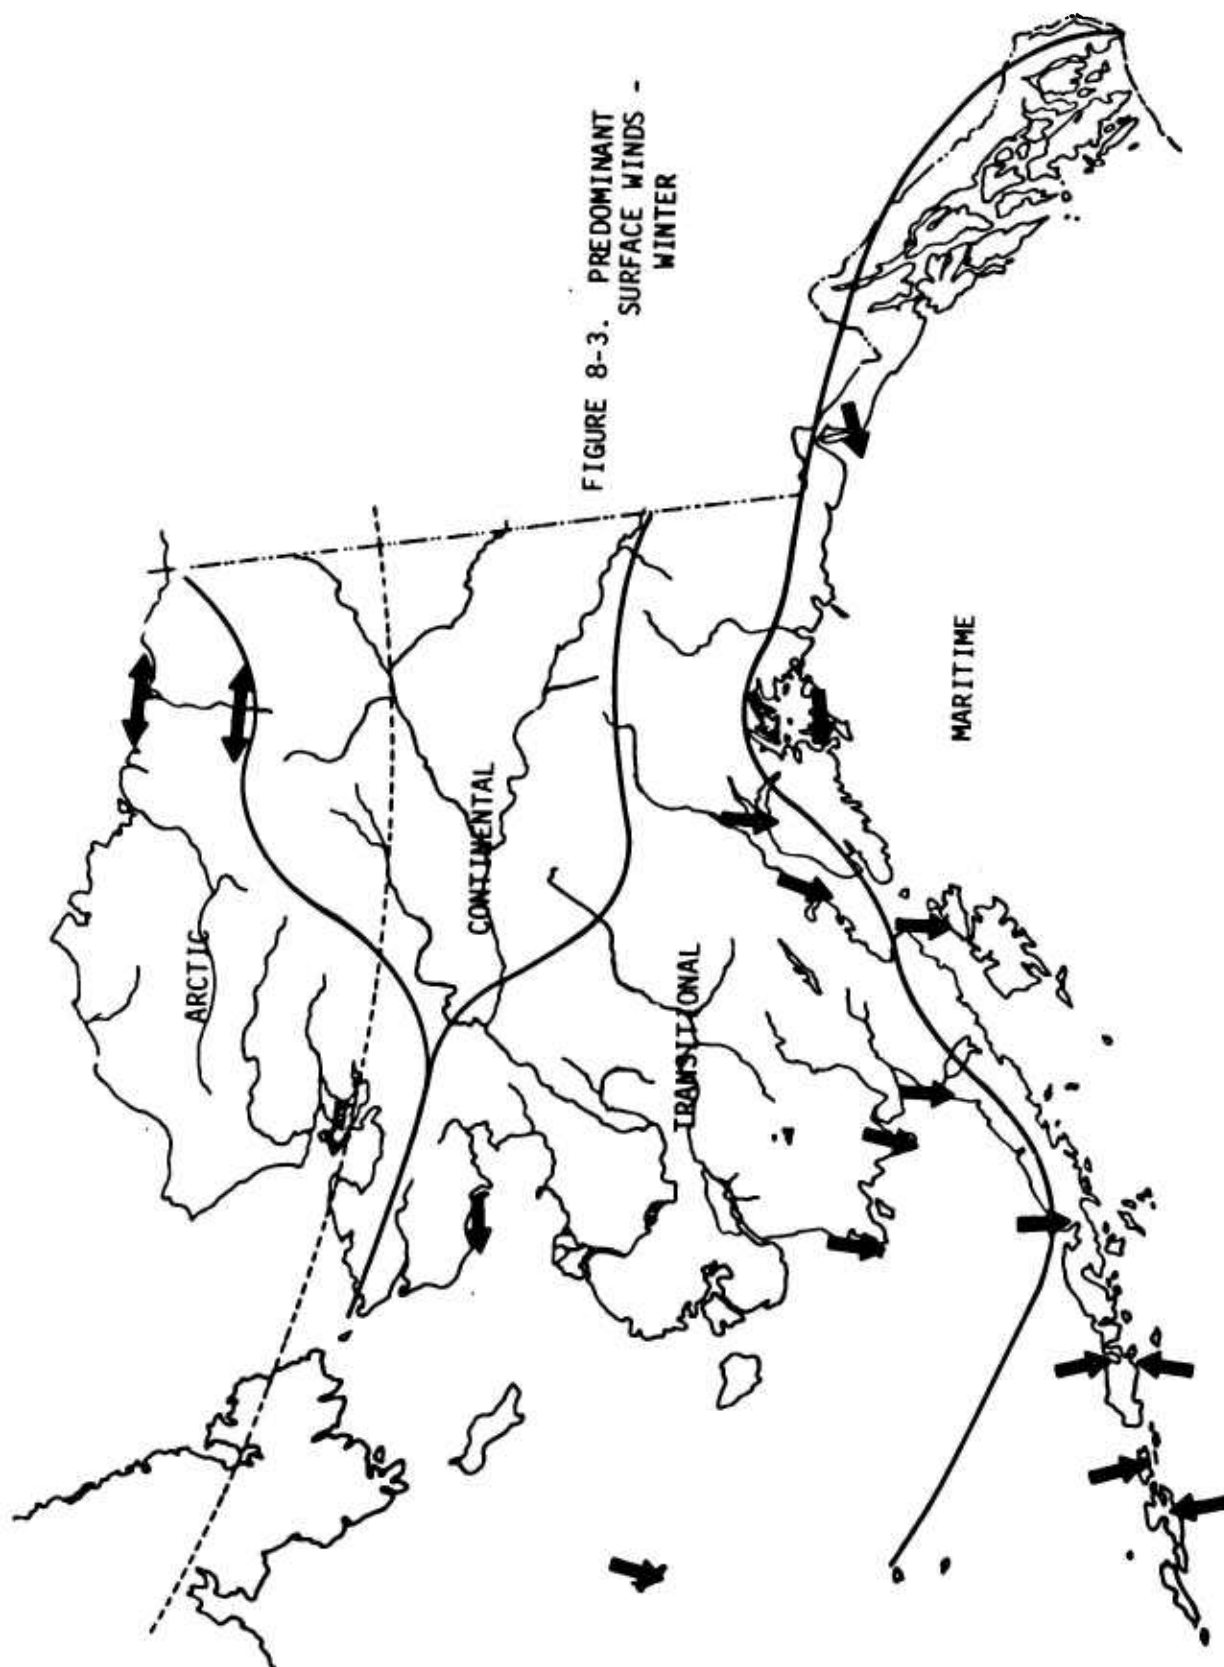 ARCTIC
CONTINENTAL
TRANSITIONAL
MARITIME
FIGURE 8-3. PREDOMINANT
SURFACE WINDS -
WINTER